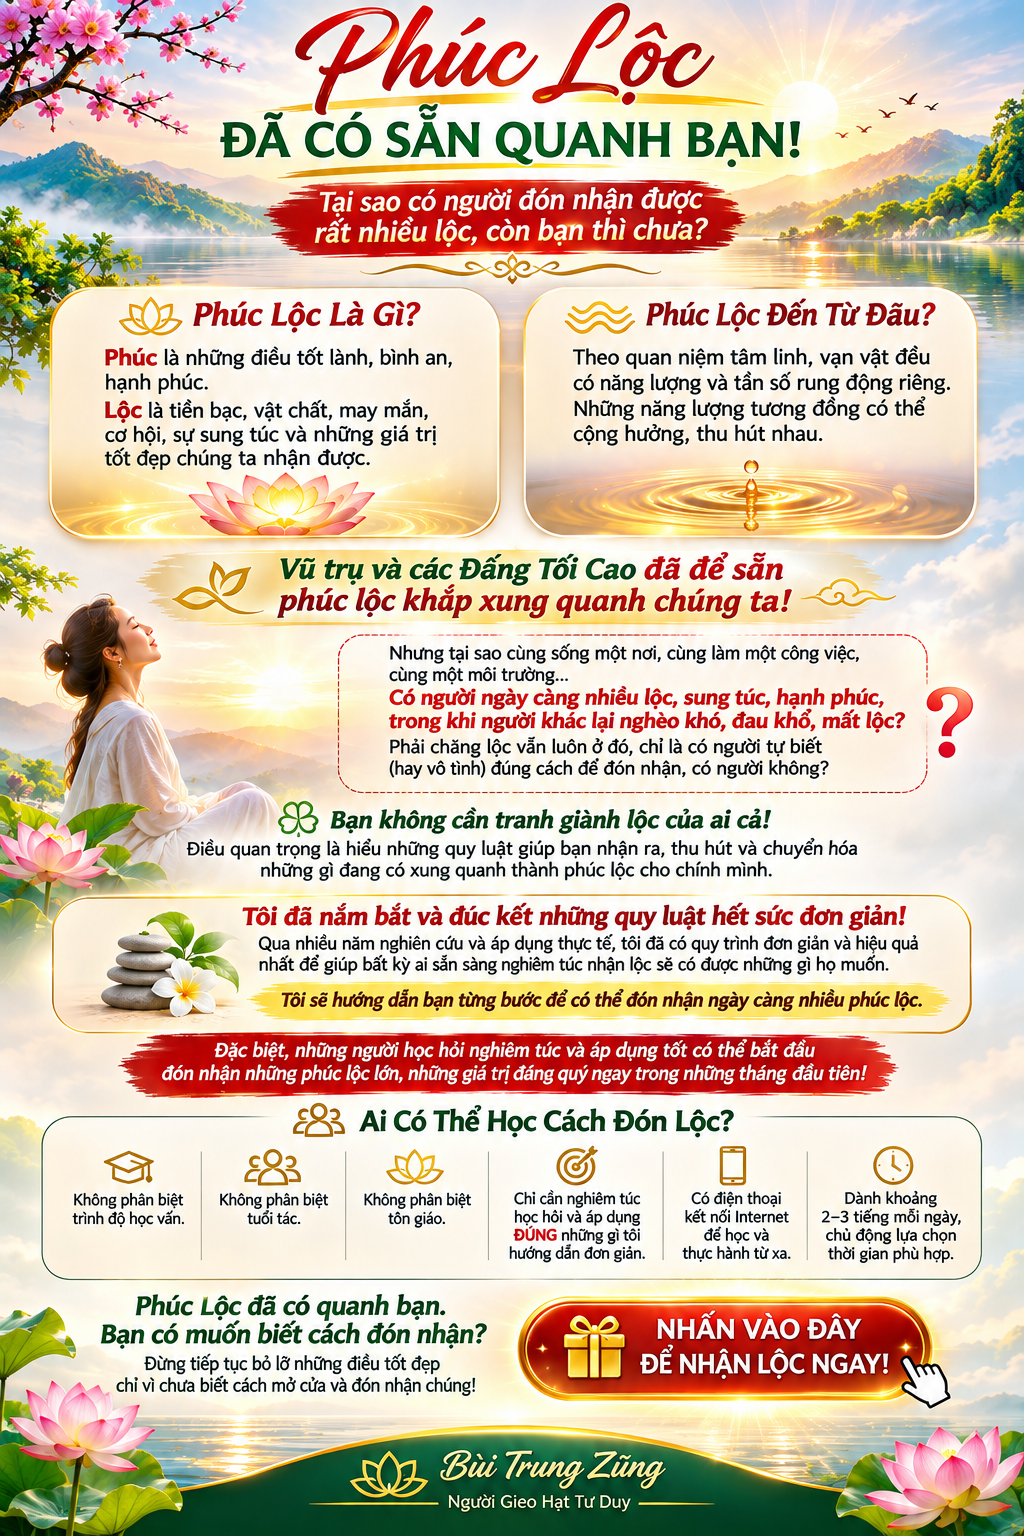 Phúc Lộc
ĐÃ CÓ SẴN QUANH BẠN!
Tại sao có người đón nhận được
rất nhiều lộc, còn bạn thì chưa?
Phúc Lộc Là Gì?
Phúc là những điều tốt lành, bình an,
hạnh phúc.
Lộc là tiền bạc, vật chất, may mắn,
cơ hội, sự sung túc và những giá trị
tốt đẹp chúng ta nhận được.
Phúc Lộc Đến Từ Đãu?
Theo quan niệm tâm linh, vạn vật đều
có năng lượng và tần số rung động riêng.
Những năng lượng tương đồng có thể
cộng hưởng, thu hút nhau.
Vũ trụ và các Đấng Tối Cao đã để sẵn
phúc lộc khắp xung quanh chúng ta!
Nhưng tại sao cùng sống một nơi, cùng làm một công việc,
cùng một môi trường...
Có người ngày càng nhiều lộc, sung túc, hạnh phúc,
trong khi người khác lại nghèo khó, đau khổ, mất lộc?
Phải chăng lộc vẫn luôn ở đó, chỉ là có người tự biết
(hay vô tình) đúng cách để đón nhận, có người không?
?
Bạn không cần tranh giành lộc của ai cả!
Điều quan trọng là hiểu những quy luật giúp bạn nhận ra, thu hút và chuyển hóa
những gì đang có xung quanh thành phúc lộc cho chính mình.
Tôi đã nắm bắt và đúc kết những quy luật hết sức đơn giản!
Qua nhiều năm nghiên cứu và áp dụng thực tế, tôi đã có quy trình đơn giản và hiệu quả
nhất để giúp bất kỳ ai sẵn sàng nghiêm túc nhận lộc sẽ có được những gì họ muốn.
Tôi sẽ hướng dẫn bạn từng bước để có thể đón nhận ngày càng nhiều phúc lộc.
Đặc biệt, những người học hỏi nghiêm túc và áp dụng tốt có thể bắt đầu
đón nhận những phúc lộc lớn, những giá trị đáng quý ngay trong những tháng đầu tiên!
Ai Có Thể Học Cách Đón Lộc?
Không phân biệt
trình độ học vấn.
Không phân biệt
tuổi tác.
Không phân biệt
tôn giáo.
Chỉ cần nghiêm túc
học hỏi và áp dụng
ĐÚNG những gì tôi
hướng dẫn đơn giản.
Có điện thoại
kết nối Internet
để học và
thực hành từ xa.
Dành khoảng
2–3 tiếng mỗi ngày,
chủ động lựa chọn
thời gian phù hợp.
Phúc Lộc đã có quanh bạn.
Bạn có muốn biết cách đón nhận?
Đừng tiếp tục bỏ lỡ những điều tốt đẹp
chỉ vì chưa biết cách mở cửa và đón nhận chúng!
NHẤN VÀO ĐÂY
ĐỂ NHẬN LỘC NGAY!
Bùi Trung Zũng
Người Gieo Hạt Tư Duy